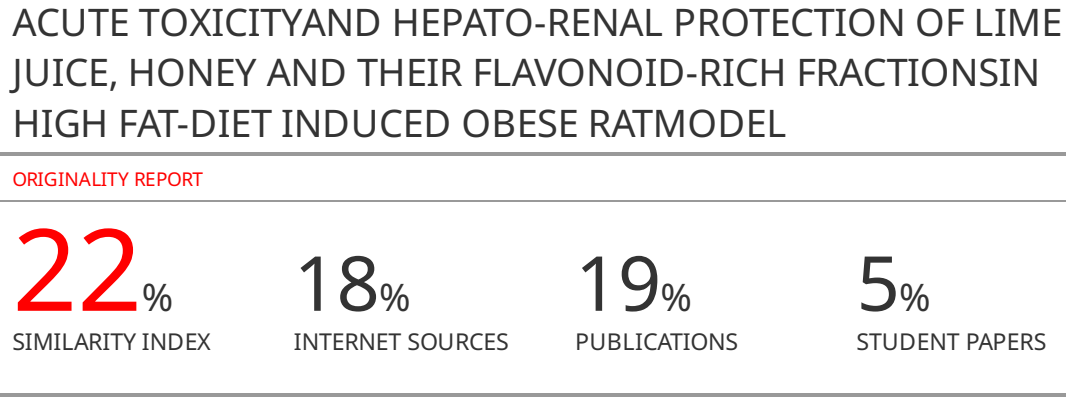 ACUTE TOXICITYAND HEPATO-RENAL PROTECTION OF LIME
JUICE, HONEY AND THEIR FLAVONOID-RICH FRACTIONSIN
HIGH FAT-DIET INDUCED OBESE RATMODEL
ORIGINALITY REPORT
22% 18% 19% 5%
SIMILARITY INDEX INTERNET SOURCES PUBLICATIONS STUDENT PAPERS